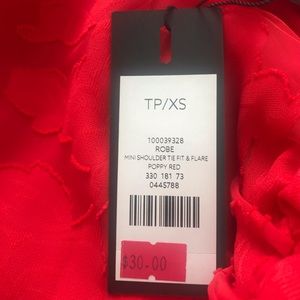 TP/XS
100039328
ROBE
MINI SHOULDER TIE FIT & FLARE
POPPY RED
330 181 73
0445788
$30.00